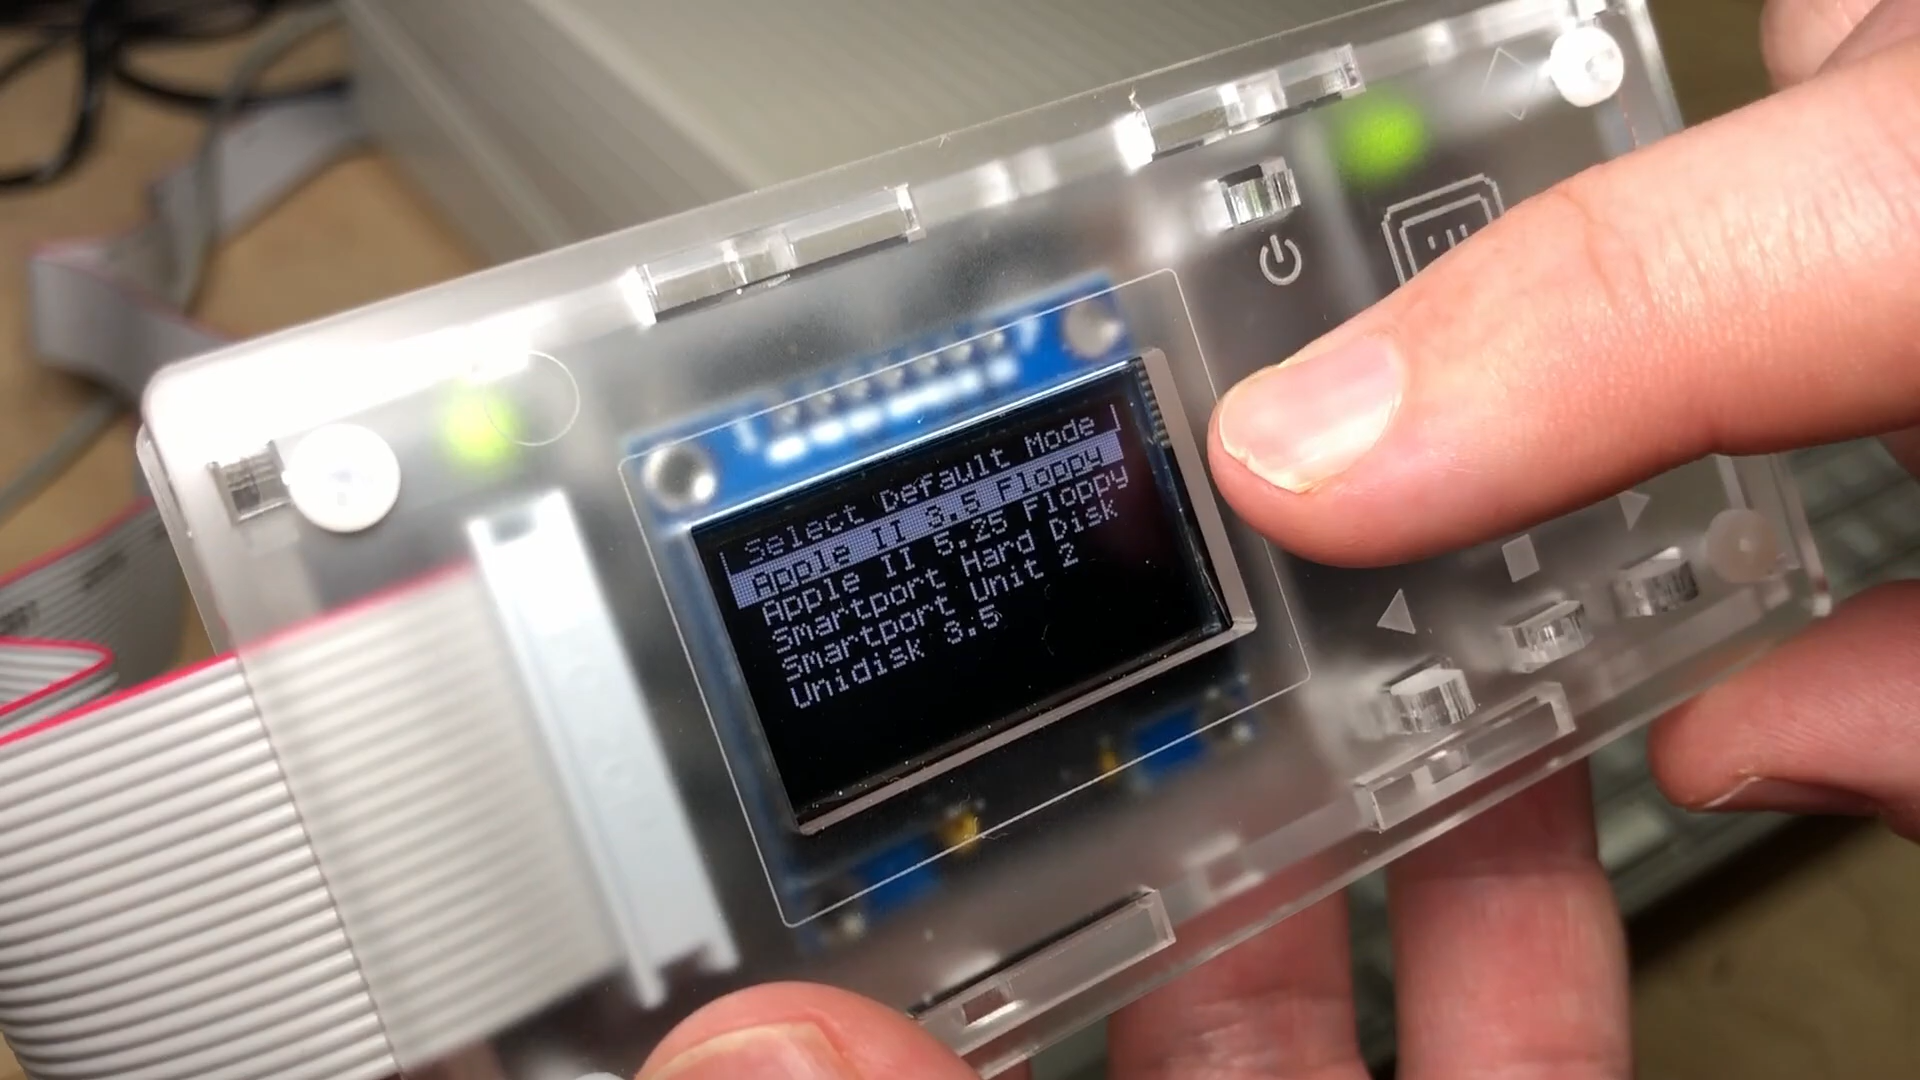 Select Default Mode
Apple II 3.5 Floppy
Apple II 5.25 Floppy
Smartport Hard Disk
Smartport Unit 2
Unidisk 3.5